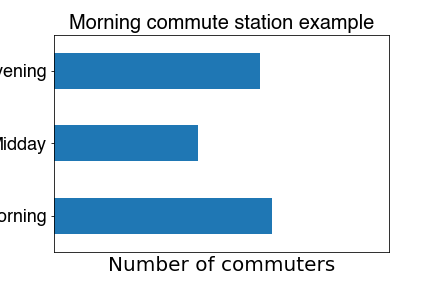 Morning commute station example
vening
Midday
orning
Number of commuters